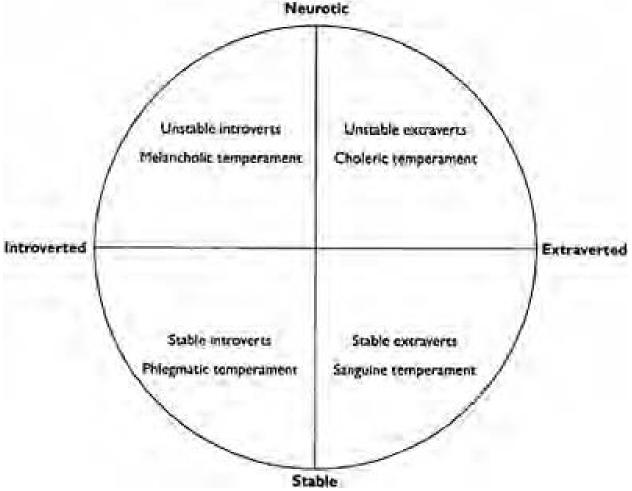 Neurotic
Unstable introverts
Melancholic temperament
Unstable extraverts
Choleric temperament
Introverted
Extraverted
Stable introverts
Phlegmatic temperament
Stable extraverts
Sanguine temperament
Stable